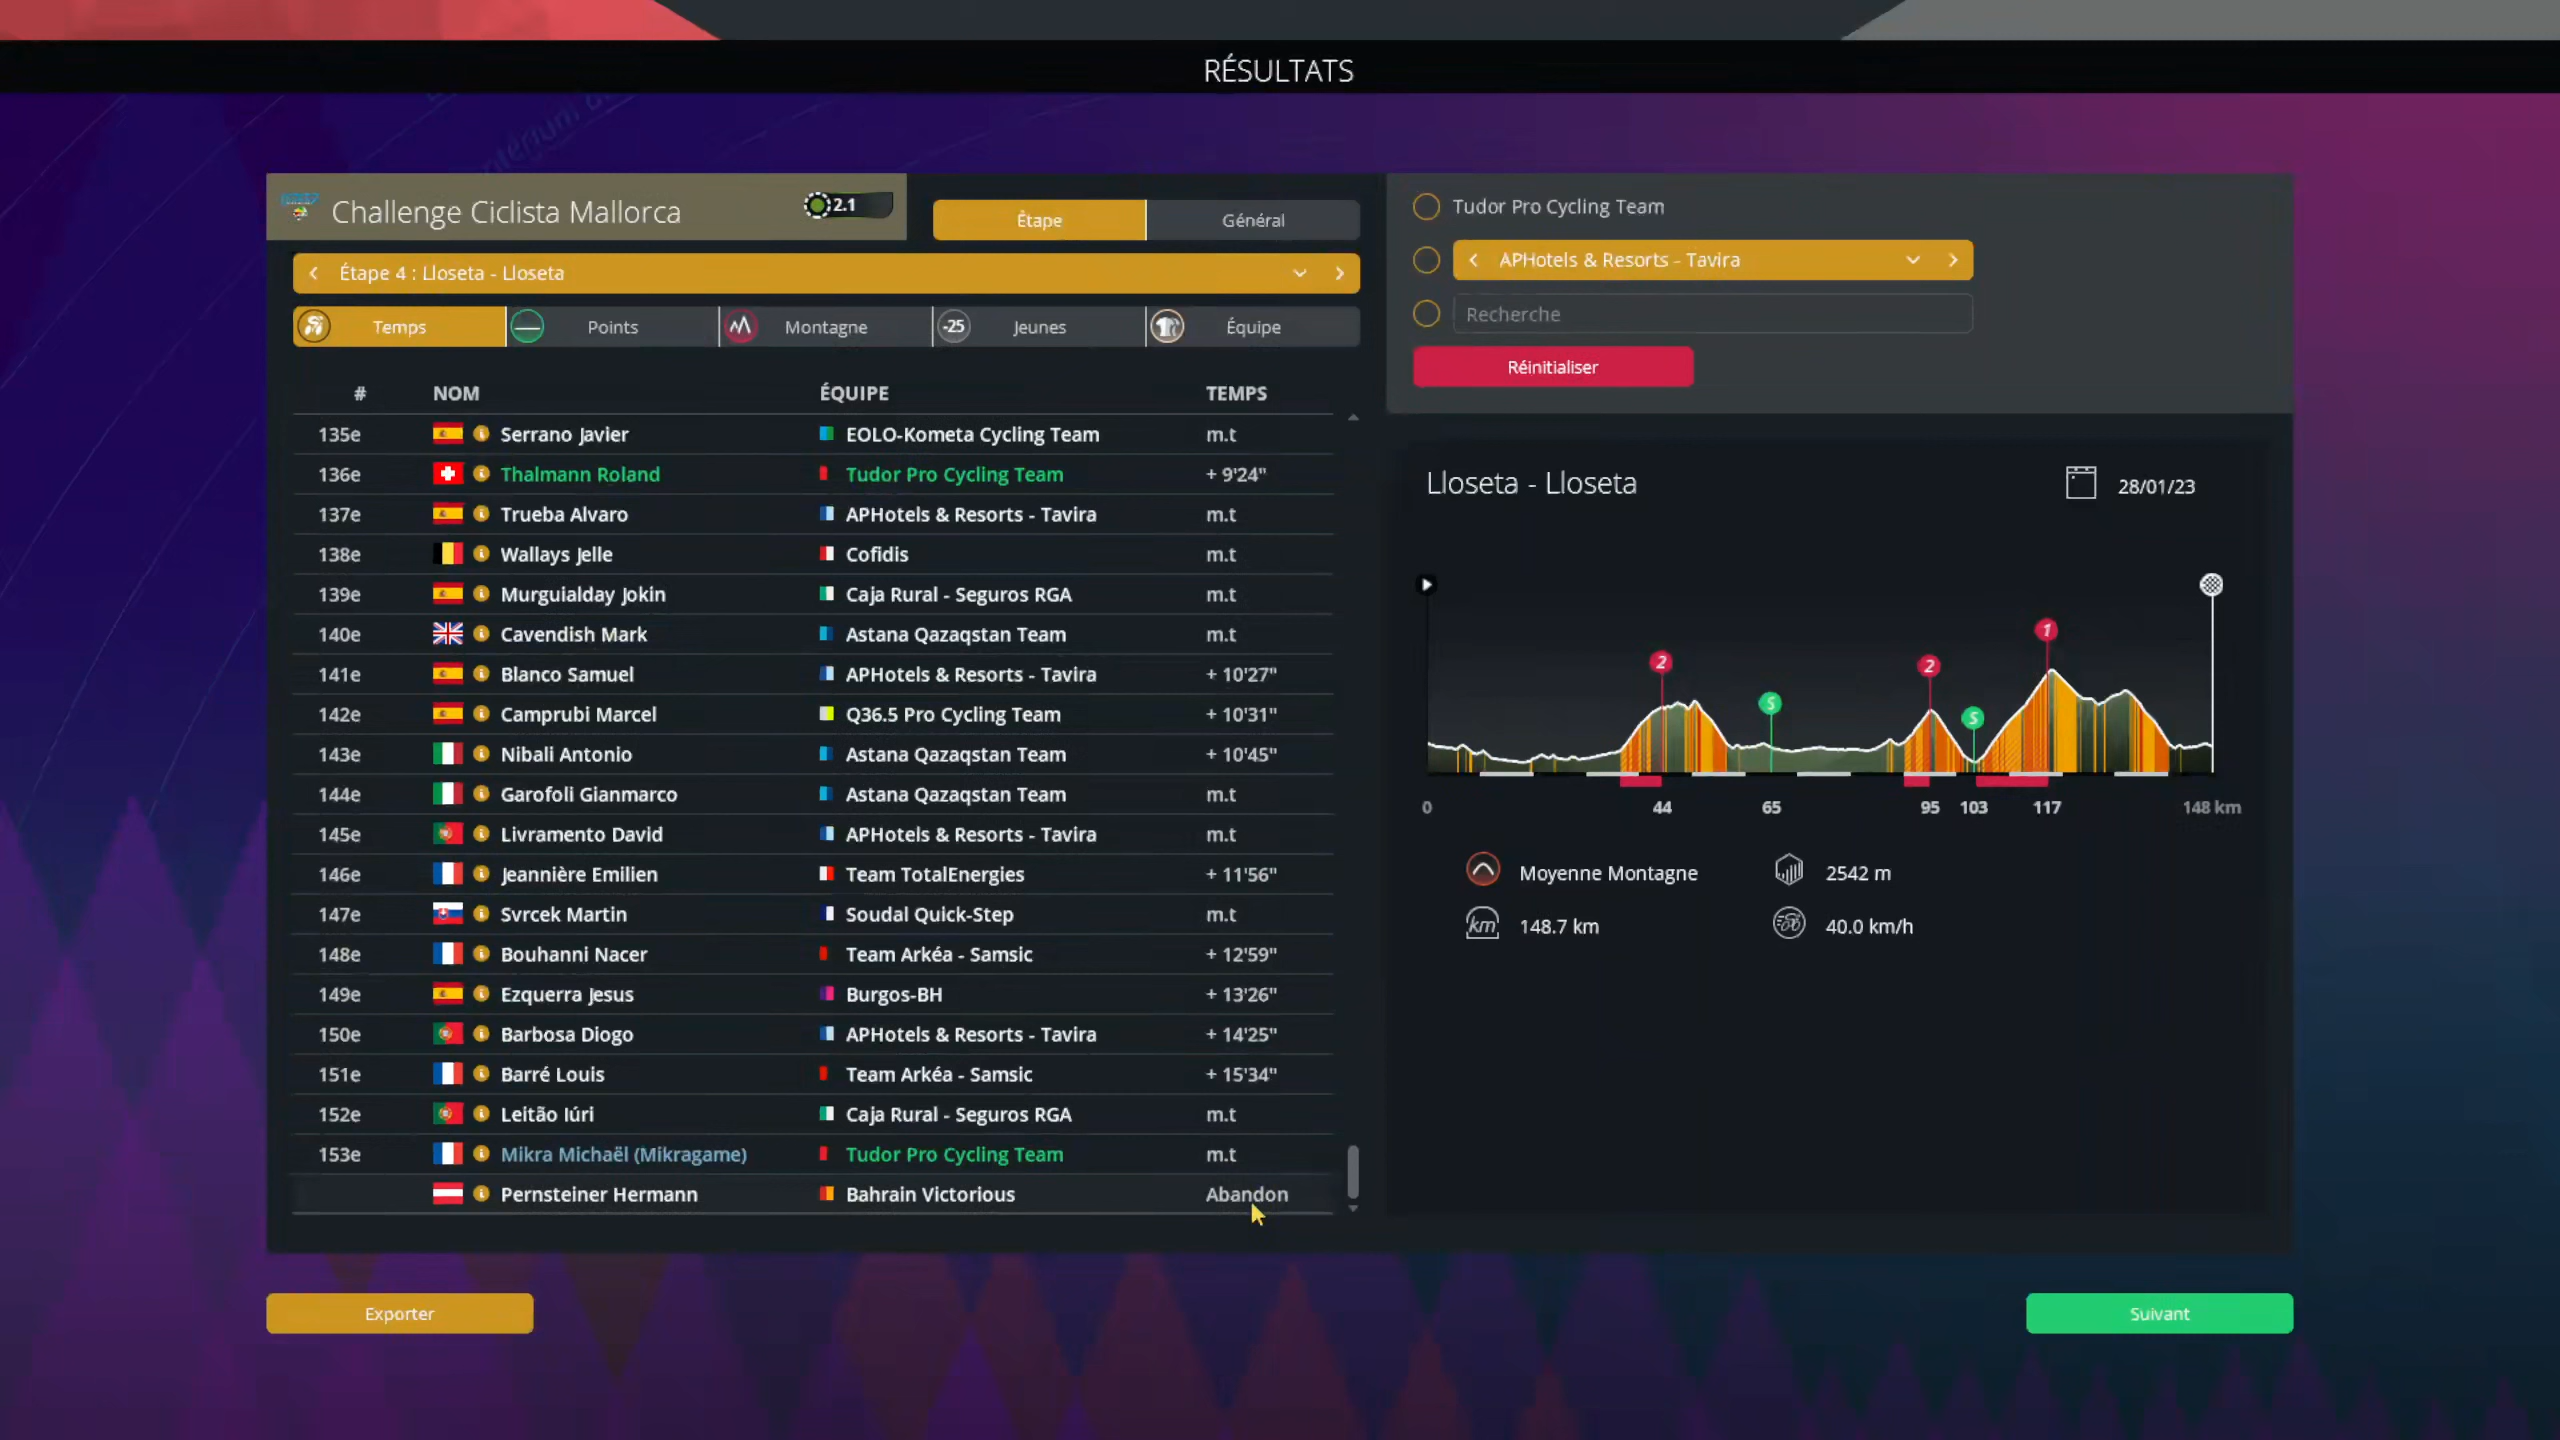 RÉSULTATS
Challenge Ciclista Mallorca
2.1
Étape
Général
Étape 4 : Lloseta - Lloseta
Temps
Points
Montagne
-25
Jeunes
Équipe
# NOM ÉQUIPE TEMPS
135e Serrano Javier EOLO-Kometa Cycling Team m.t
136e Thalmann Roland Tudor Pro Cycling Team + 9'24"
137e Trueba Alvaro APHotels & Resorts - Tavira m.t
138e Wallays Jelle Cofidis m.t
139e Murguialday Jokin Caja Rural - Seguros RGA m.t
140e Cavendish Mark Astana Qazaqstan Team m.t
141e Blanco Samuel APHotels & Resorts - Tavira + 10'27"
142e Camprubi Marcel Q36.5 Pro Cycling Team + 10'31"
143e Nibali Antonio Astana Qazaqstan Team + 10'45"
144e Garofoli Gianmarco Astana Qazaqstan Team m.t
145e Livramento David APHotels & Resorts - Tavira m.t
146e Jeannière Emilien Team TotalEnergies + 11'56"
147e Svrcek Martin Soudal Quick-Step m.t
148e Bouhanni Nacer Team Arkéa - Samsic + 12'59"
149e Ezquerra Jesus Burgos-BH + 13'26"
150e Barbosa Diogo APHotels & Resorts - Tavira + 14'25"
151e Barré Louis Team Arkéa - Samsic + 15'34"
152e Leitão Iúri Caja Rural - Seguros RGA m.t
153e Mikra Michaël (Mikragame) Tudor Pro Cycling Team m.t
Pernsteiner Hermann Bahrain Victorious Abandon
Tudor Pro Cycling Team
APHotels & Resorts - Tavira
Recherche
Réinitialiser
Lloseta - Lloseta
28/01/23
2 S 2 S 1
0 44 65 95 103 117 148 km
Moyenne Montagne
2542 m
km 148.7 km
40.0 km/h
Exporter
Suivant